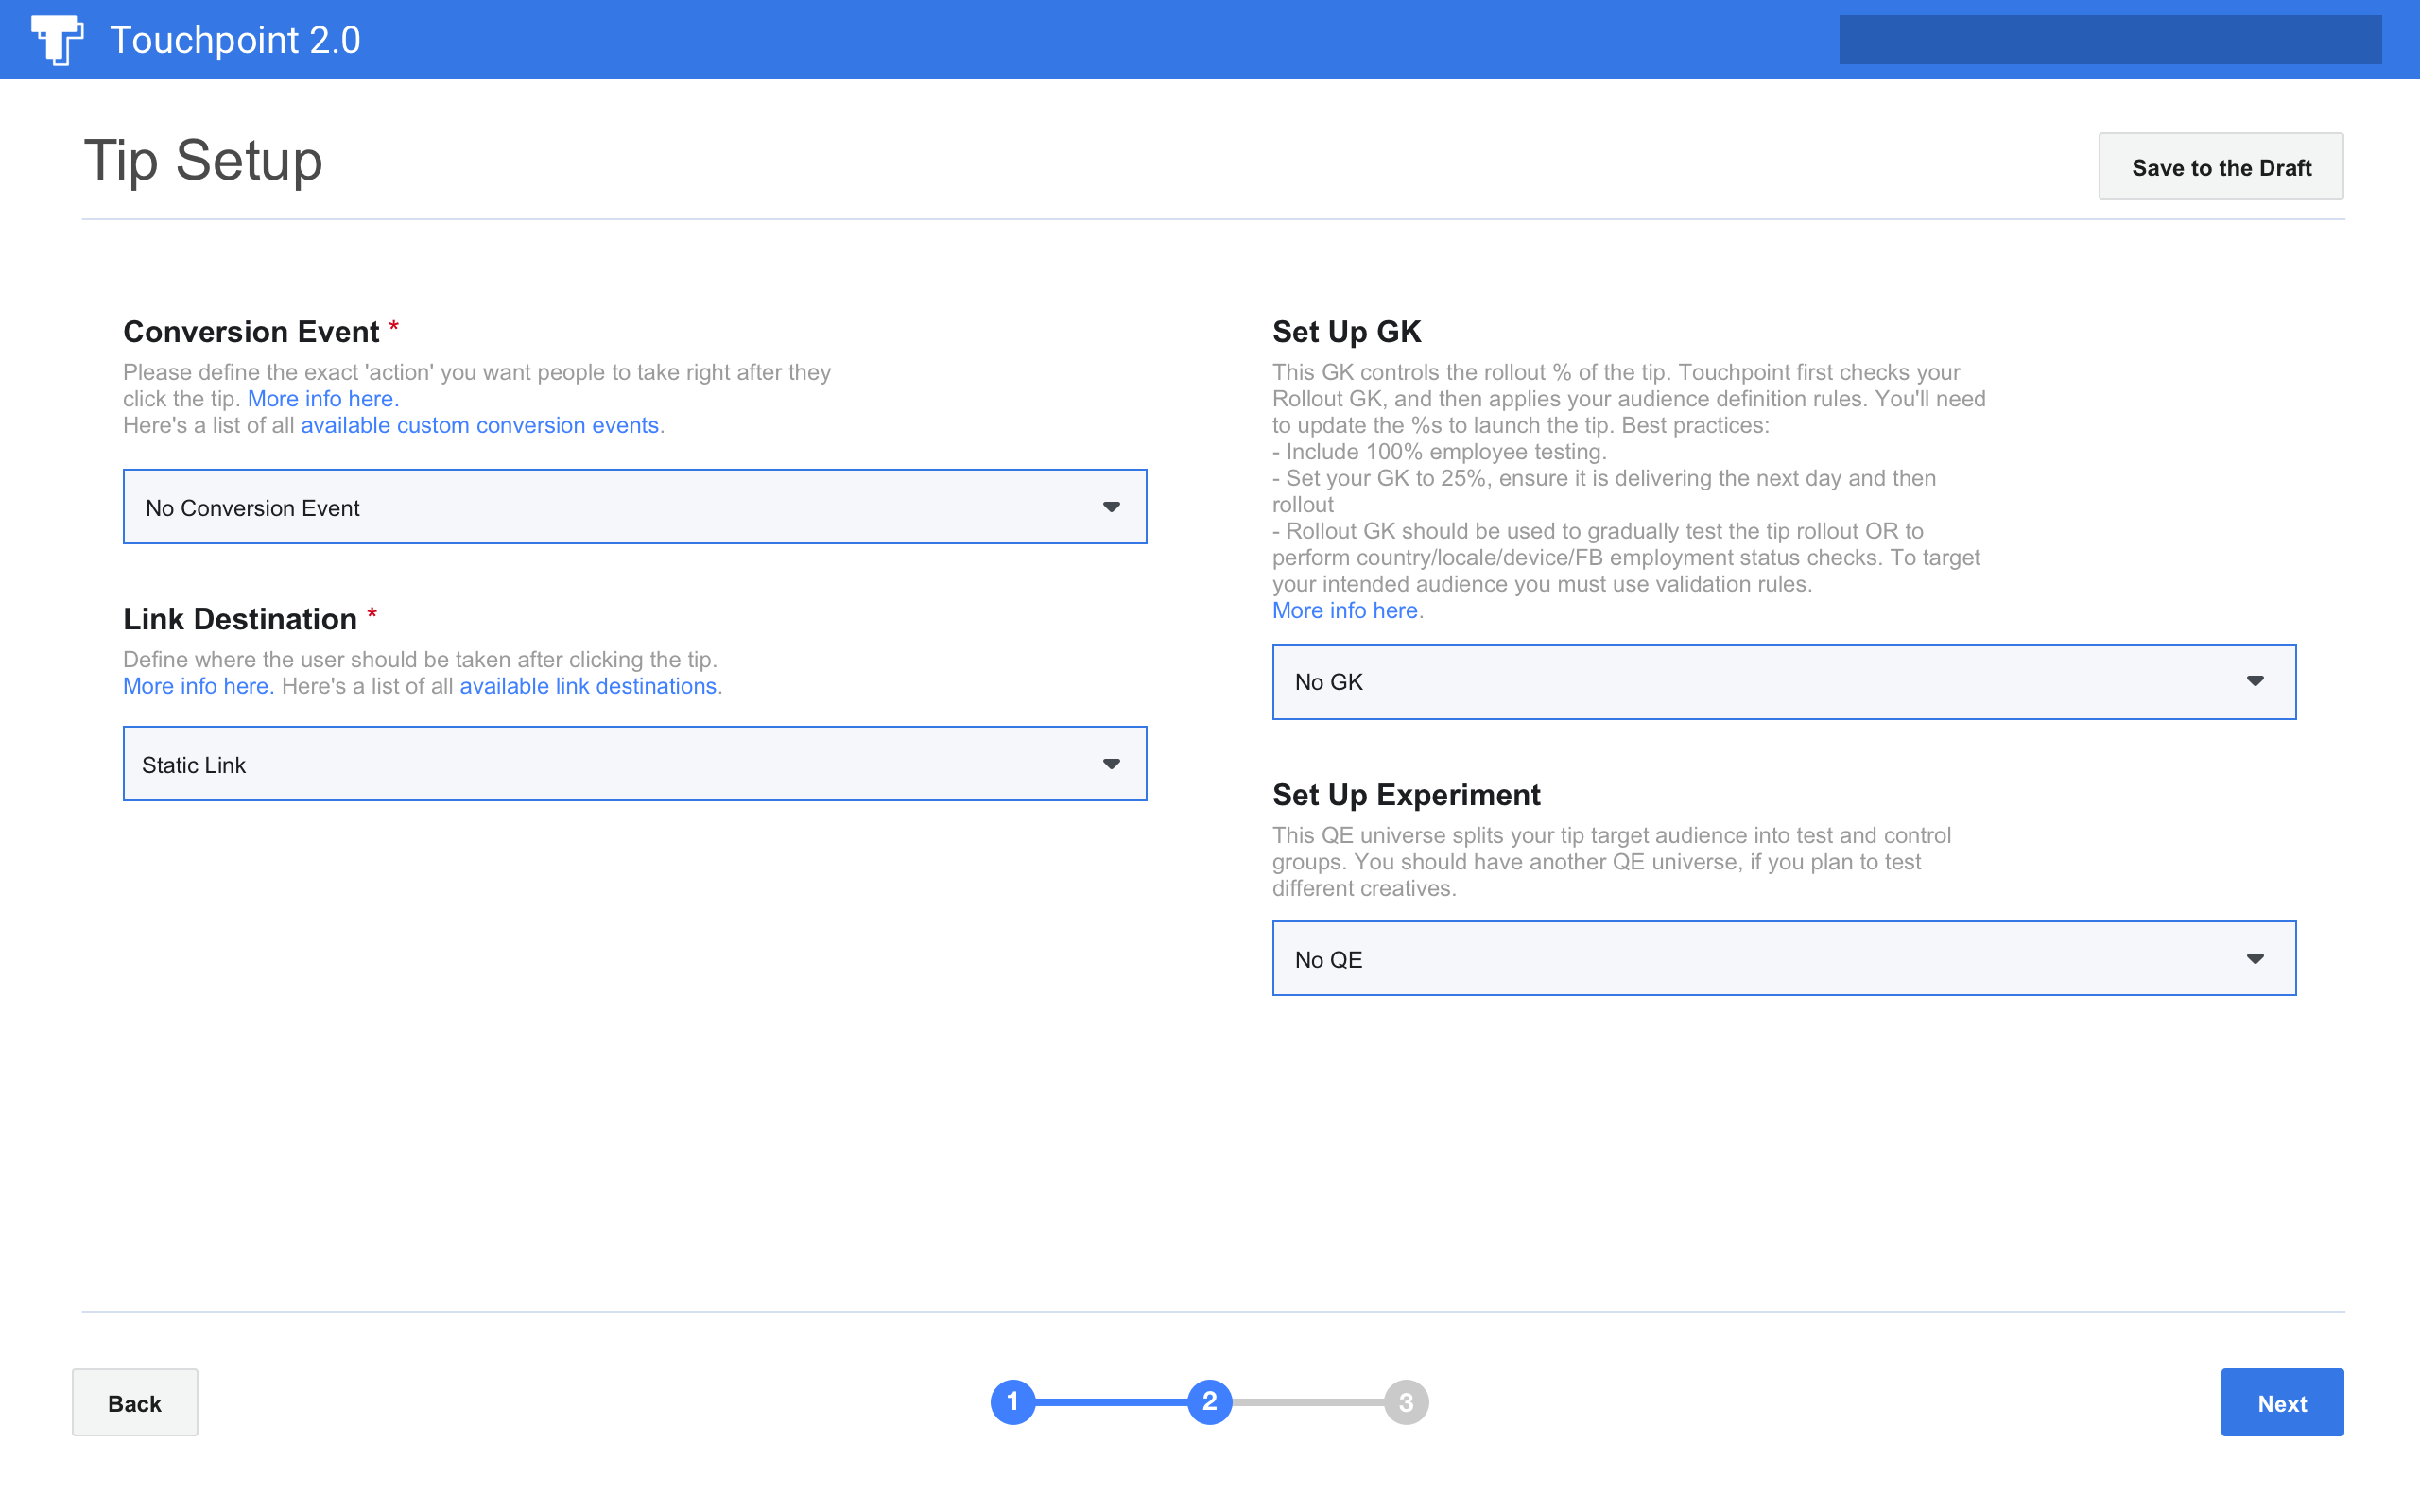 Touchpoint 2.0
Tip Setup
Save to the Draft
Conversion Event *
Please define the exact 'action' you want people to take right after they
click the tip. More info here.
Here's a list of all available custom conversion events.
No Conversion Event
Link Destination *
Define where the user should be taken after clicking the tip.
More info here. Here's a list of all available link destinations.
Static Link
Set Up GK
This GK controls the rollout % of the tip. Touchpoint first checks your
Rollout GK, and then applies your audience definition rules. You'll need
to update the %s to launch the tip. Best practices:
- Include 100% employee testing.
- Set your GK to 25%, ensure it is delivering the next day and then
rollout
- Rollout GK should be used to gradually test the tip rollout OR to
perform country/locale/device/FB employment status checks. To target
your intended audience you must use validation rules.
More info here.
No GK
Set Up Experiment
This QE universe splits your tip target audience into test and control
groups. You should have another QE universe, if you plan to test
different creatives.
No QE
Back
1 2 3
Next